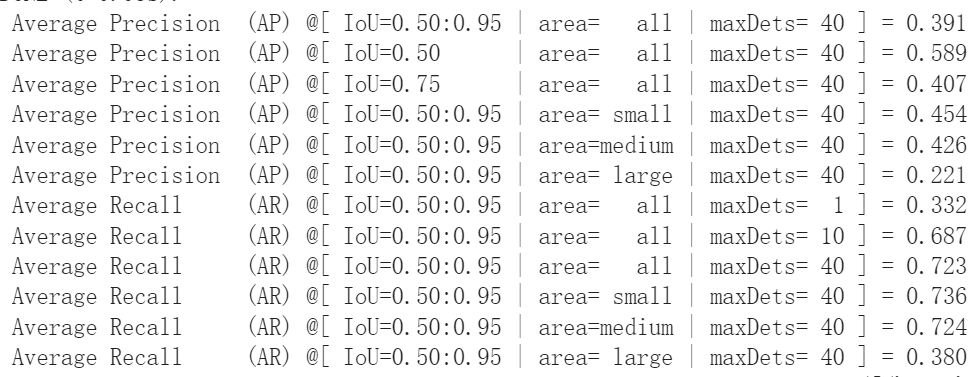 Average Precision (AP) @[ IoU=0.50:0.95 | area= all | maxDets= 40 ] = 0.391
Average Precision (AP) @[ IoU=0.50 | area= all | maxDets= 40 ] = 0.589
Average Precision (AP) @[ IoU=0.75 | area= all | maxDets= 40 ] = 0.407
Average Precision (AP) @[ IoU=0.50:0.95 | area= small | maxDets= 40 ] = 0.454
Average Precision (AP) @[ IoU=0.50:0.95 | area=medium | maxDets= 40 ] = 0.426
Average Precision (AP) @[ IoU=0.50:0.95 | area= large | maxDets= 40 ] = 0.221
Average Recall (AR) @[ IoU=0.50:0.95 | area= all | maxDets= 1 ] = 0.332
Average Recall (AR) @[ IoU=0.50:0.95 | area= all | maxDets= 10 ] = 0.687
Average Recall (AR) @[ IoU=0.50:0.95 | area= all | maxDets= 40 ] = 0.723
Average Recall (AR) @[ IoU=0.50:0.95 | area= small | maxDets= 40 ] = 0.736
Average Recall (AR) @[ IoU=0.50:0.95 | area=medium | maxDets= 40 ] = 0.724
Average Recall (AR) @[ IoU=0.50:0.95 | area= large | maxDets= 40 ] = 0.380